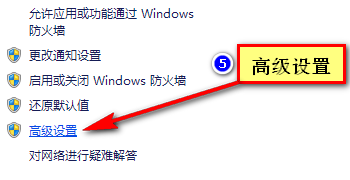 允许应用或功能通过 Windows
防火墙
更改通知设置
启用或关闭 Windows 防火墙
还原默认值
高级设置
对网络进行疑难解答
5
高级设置